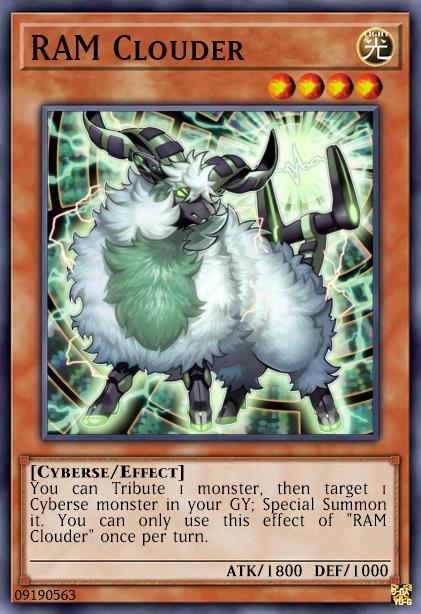 RAM Clouder
LIGHT
光
[Cyberse/Effect]
You can Tribute 1 monster, then target 1
Cyberse monster in your GY; Special Summon
it. You can only use this effect of "RAM
Clouder" once per turn.
ATK/1800 DEF/1000
09190563